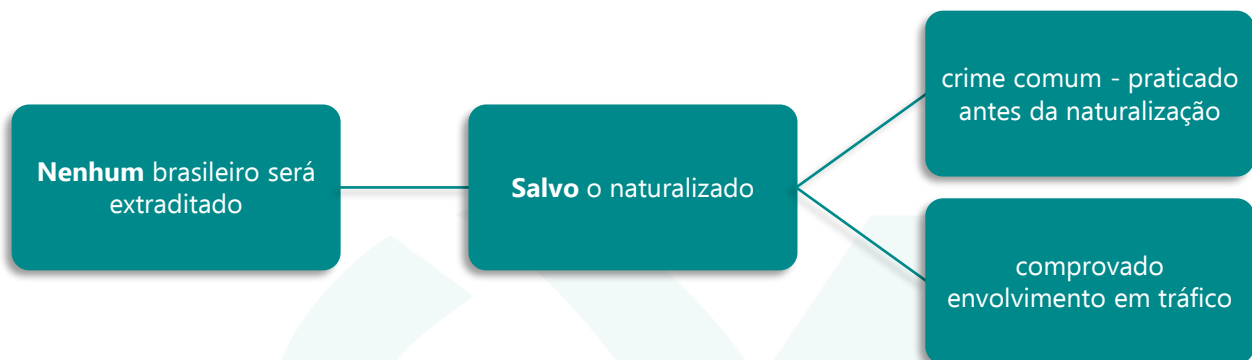 Nenhum brasileiro será
extraditado
Salvo o naturalizado
crime comum - praticado
antes da naturalização
comprovado
envolvimento em tráfico